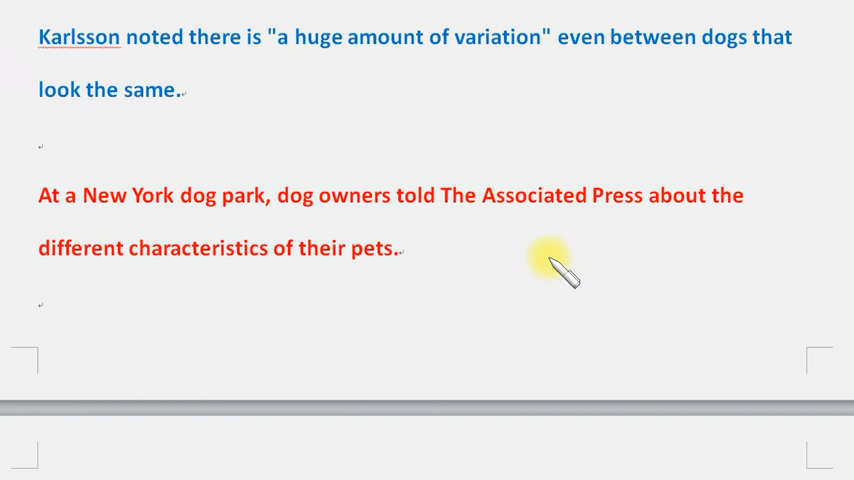 Karlsson noted there is "a huge amount of variation" even between dogs that
look the same.
At a New York dog park, dog owners told The Associated Press about the
different characteristics of their pets.